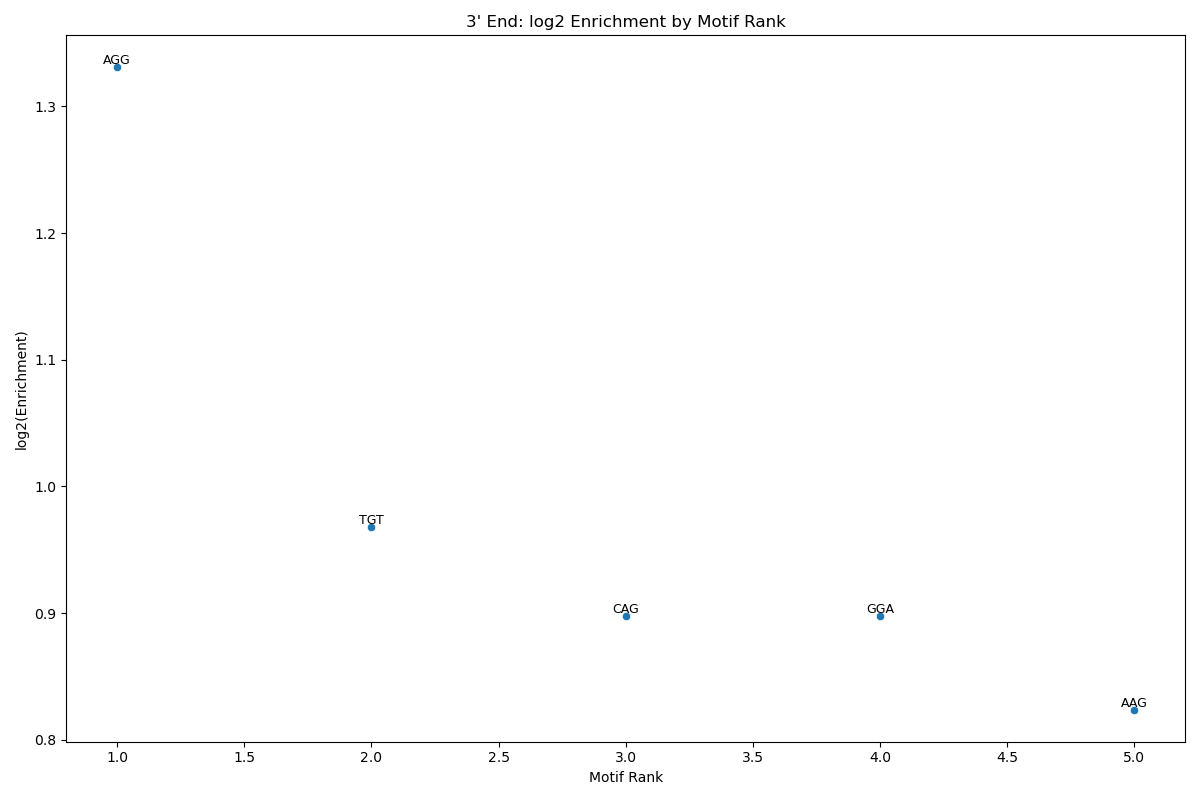 3' End: log2 Enrichment by Motif Rank
AGG
TGT
CAG
GGA
AAG
1.3
1.2
1.1
1.0
0.9
0.8
log2(Enrichment)
1.0 1.5 2.0 2.5 3.0 3.5 4.0 4.5 5.0
Motif Rank